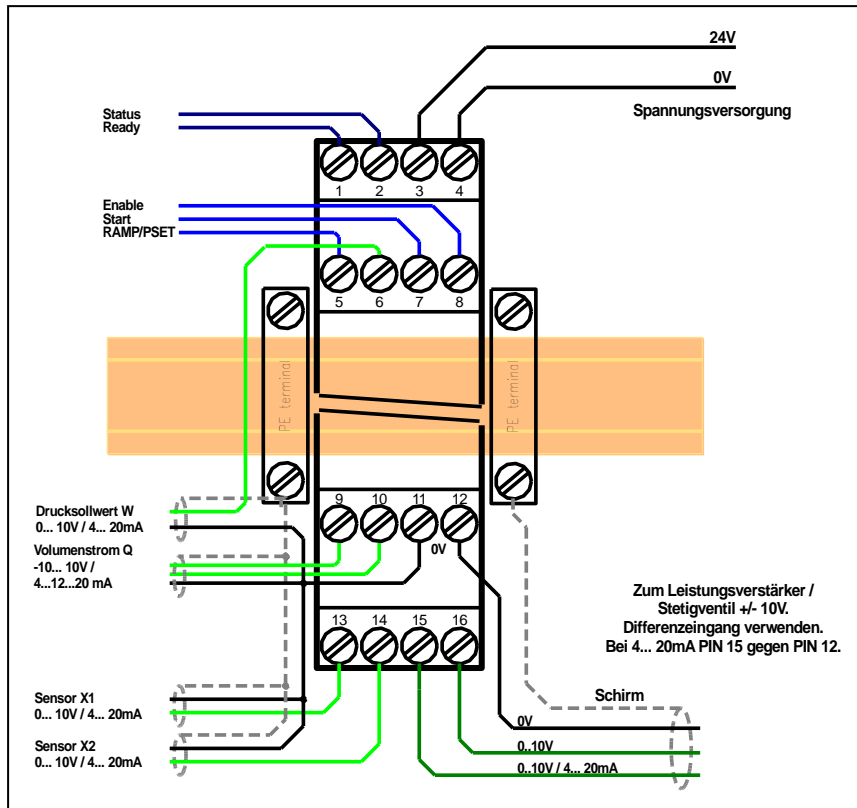 24V
0V
Spannungsversorgung
Status
Ready
1 2 3 4
Enable
Start
RAMP/PSET
5 6 7 8
PE terminal
PE terminal
Drucksollwert W
0... 10V / 4... 20mA
Volumenstrom Q
-10... 10V /
4...12...20 mA
9 10 11 12
0V
Zum Leistungsverstärker /
Stetigventil +/- 10V.
Differenzeingang verwenden.
Bei 4... 20mA PIN 15 gegen PIN 12.
13 14 15 16
Sensor X1
0... 10V / 4... 20mA
Sensor X2
0... 10V / 4... 20mA
Schirm
0V
0..10V
0..10V / 4... 20mA